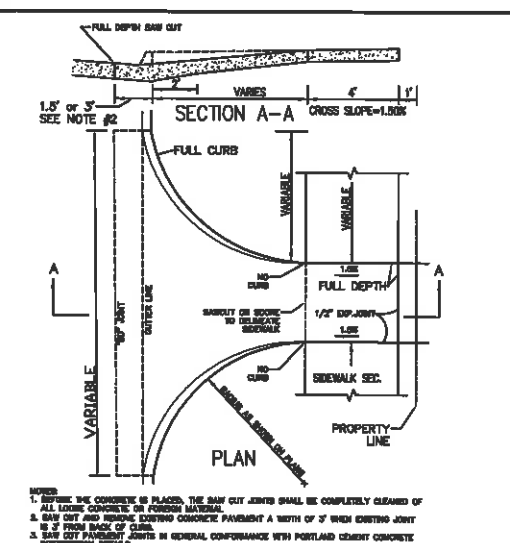 FULL DEPTH SAW CUT
2'
VARIES
4'
1'
1.5' or 3'
SEE NOTE #2
SECTION A-A
CROSS SLOPE=1.50%
FULL CURB
VARIABLE
VARIABLE
A
A
NO
CURB
1.5%
FULL DEPTH
SAWCUT OR SCORE
TO DELINEATE
SIDEWALK
1/2" EXP.JOINT
1.5%
GUTTER LINE
VARIABLE
NO
CURB
SIDEWALK SEC.
RADIUS AS SHOWN ON PLANS
PROPERTY
LINE
PLAN
NOTES
1. BEFORE THE CONCRETE IS PLACED, THE SAW CUT JOINTS SHALL BE COMPLETELY CLEANED OF
ALL LOOSE CONCRETE OR FOREIGN MATERIAL.
2. SAW CUT AND REMOVE EXISTING CONCRETE PAVEMENT A WIDTH OF 3' WHEN EXISTING JOINT
IS 3' FROM BACK OF CURB.
3. SAW CUT PAVEMENT JOINTS IN GENERAL CONFORMANCE WITH PORTLAND CEMENT CONCRETE